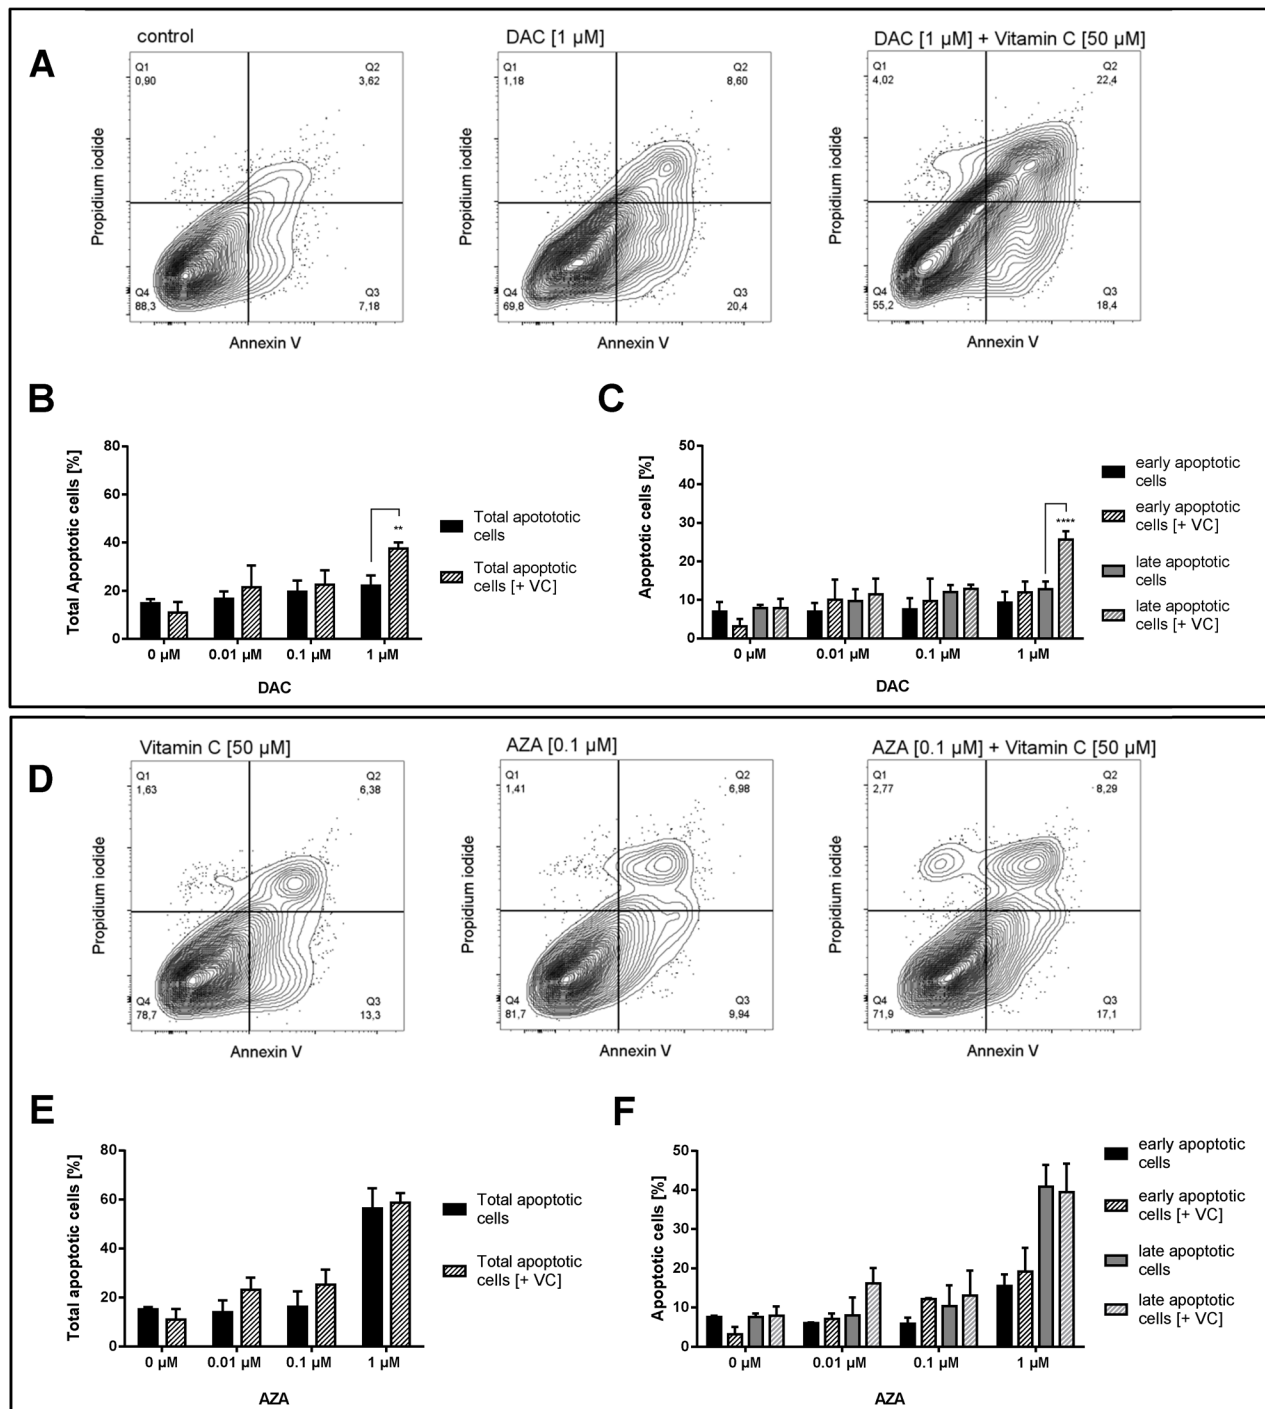 A
control
Q1
0,90
Q2
3,62
Q4
88,3
Q3
7,18
Propidium iodide
Annexin V
DAC [1 µM]
Q1
1,18
Q2
8,60
Q4
69,8
Q3
20,4
Propidium iodide
Annexin V
DAC [1 µM] + Vitamin C [50 µM]
Q1
4,02
Q2
22,4
Q4
55,2
Q3
18,4
Propidium iodide
Annexin V
B
Total Apoptotic cells [%]
80
60
40
20
0
**
0 µM
0.01 µM
0.1 µM
1 µM
DAC
Total apotototic
cells
Total apoptotic
cells [+ VC]
C
Apoptotic cells [%]
50
40
30
20
10
0
****
0 µM
0.01 µM
0.1 µM
1 µM
DAC
early apoptotic
cells
early apoptotic
cells [+ VC]
late apoptotic
cells
late apoptotic
cells [+ VC]
D
Vitamin C [50 µM]
Q1
1,63
Q2
6,38
Q4
78,7
Q3
13,3
Propidium iodide
Annexin V
AZA [0.1 µM]
Q1
1,41
Q2
6,98
Q4
81,7
Q3
9,94
Propidium iodide
Annexin V
AZA [0.1 µM] + Vitamin C [50 µM]
Q1
2,77
Q2
8,29
Q4
71,9
Q3
17,1
Propidium iodide
Annexin V
E
Total apoptotic cells [%]
80
60
40
20
0
0 µM
0.01 µM
0.1 µM
1 µM
AZA
Total apoptotic
cells
Total apoptotic
cells [+ VC]
F
Apoptotic cells [%]
50
40
30
20
10
0
0 µM
0.01 µM
0.1 µM
1 µM
AZA
early apoptotic
cells
early apoptotic
cells [+ VC]
late apoptotic
cells
late apoptotic
cells [+ VC]